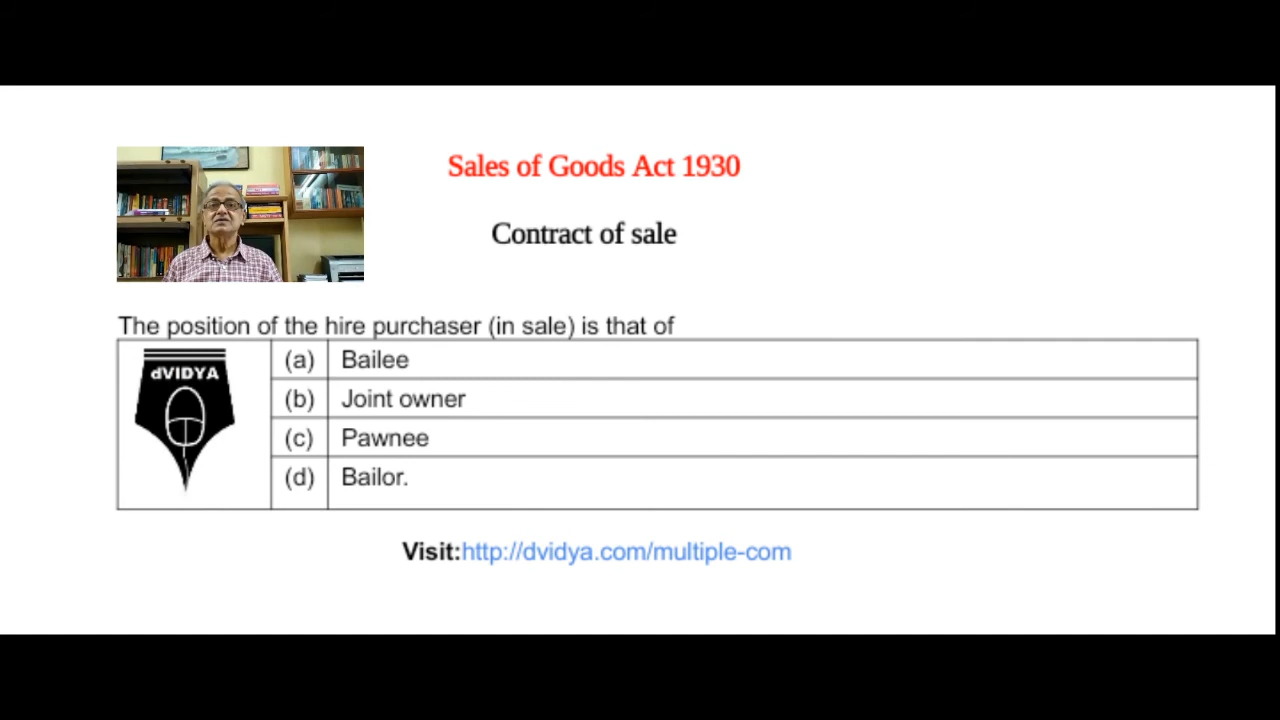 Sales of Goods Act 1930
Contract of sale
The position of the hire purchaser (in sale) is that of
dVIDYA
(a) Bailee
(b) Joint owner
(c) Pawnee
(d) Bailor.
Visit:http://dvidya.com/multiple-com